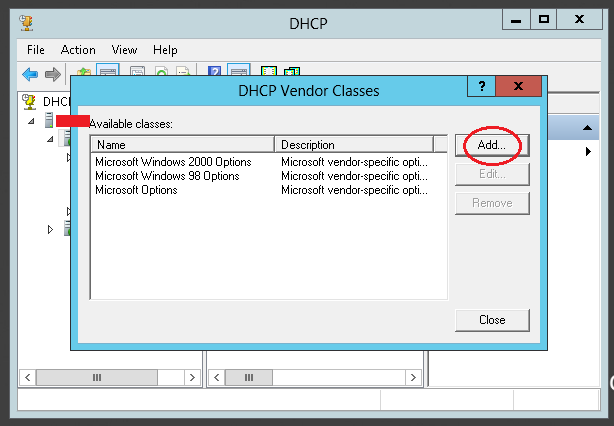 DHCP
File Action View Help
DHCP Vendor Classes
?
x
DHC
Available classes:
Name Description
Microsoft Windows 2000 Options Microsoft vendor-specific opti...
Microsoft Windows 98 Options Microsoft vendor-specific opti...
Microsoft Options Microsoft vendor-specific opti...
Add...
Edit...
Remove
Close